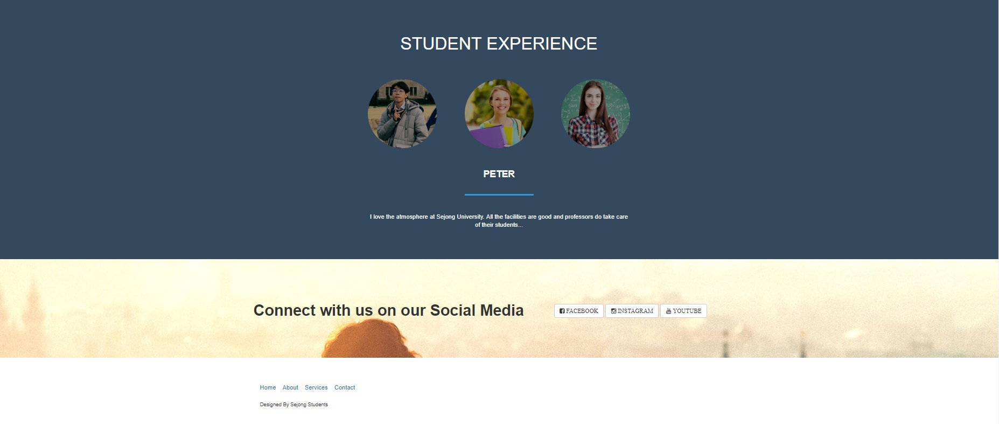 STUDENT EXPERIENCE
PETER
I love the atmosphere at Sejong University. All the facilities are good and professors do take care
of their students...
Connect with us on our Social Media
FACEBOOK
INSTAGRAM
YOUTUBE
Home About Services Contact
Designed By Sejong Students